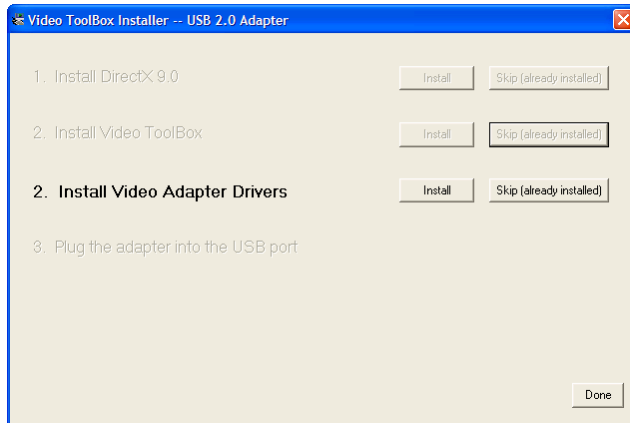 Video ToolBox Installer -- USB 2.0 Adapter
1. Install DirectX 9.0 Install Skip (already installed)
2. Install Video ToolBox Install Skip (already installed)
2. Install Video Adapter Drivers Install Skip (already installed)
3. Plug the adapter into the USB port
Done